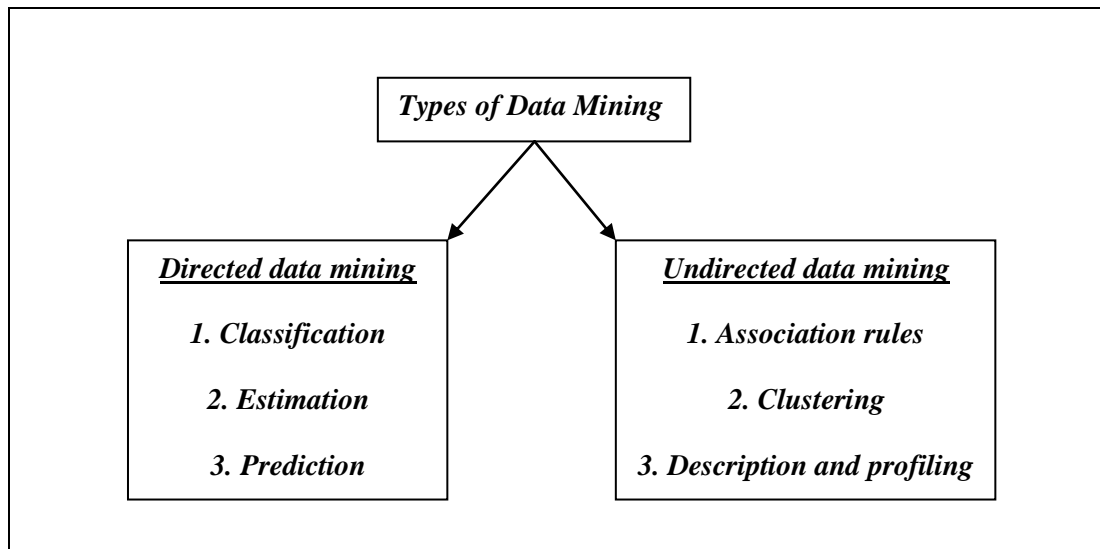 Types of Data Mining
Directed data mining
1. Classification
2. Estimation
3. Prediction
Undirected data mining
1. Association rules
2. Clustering
3. Description and profiling